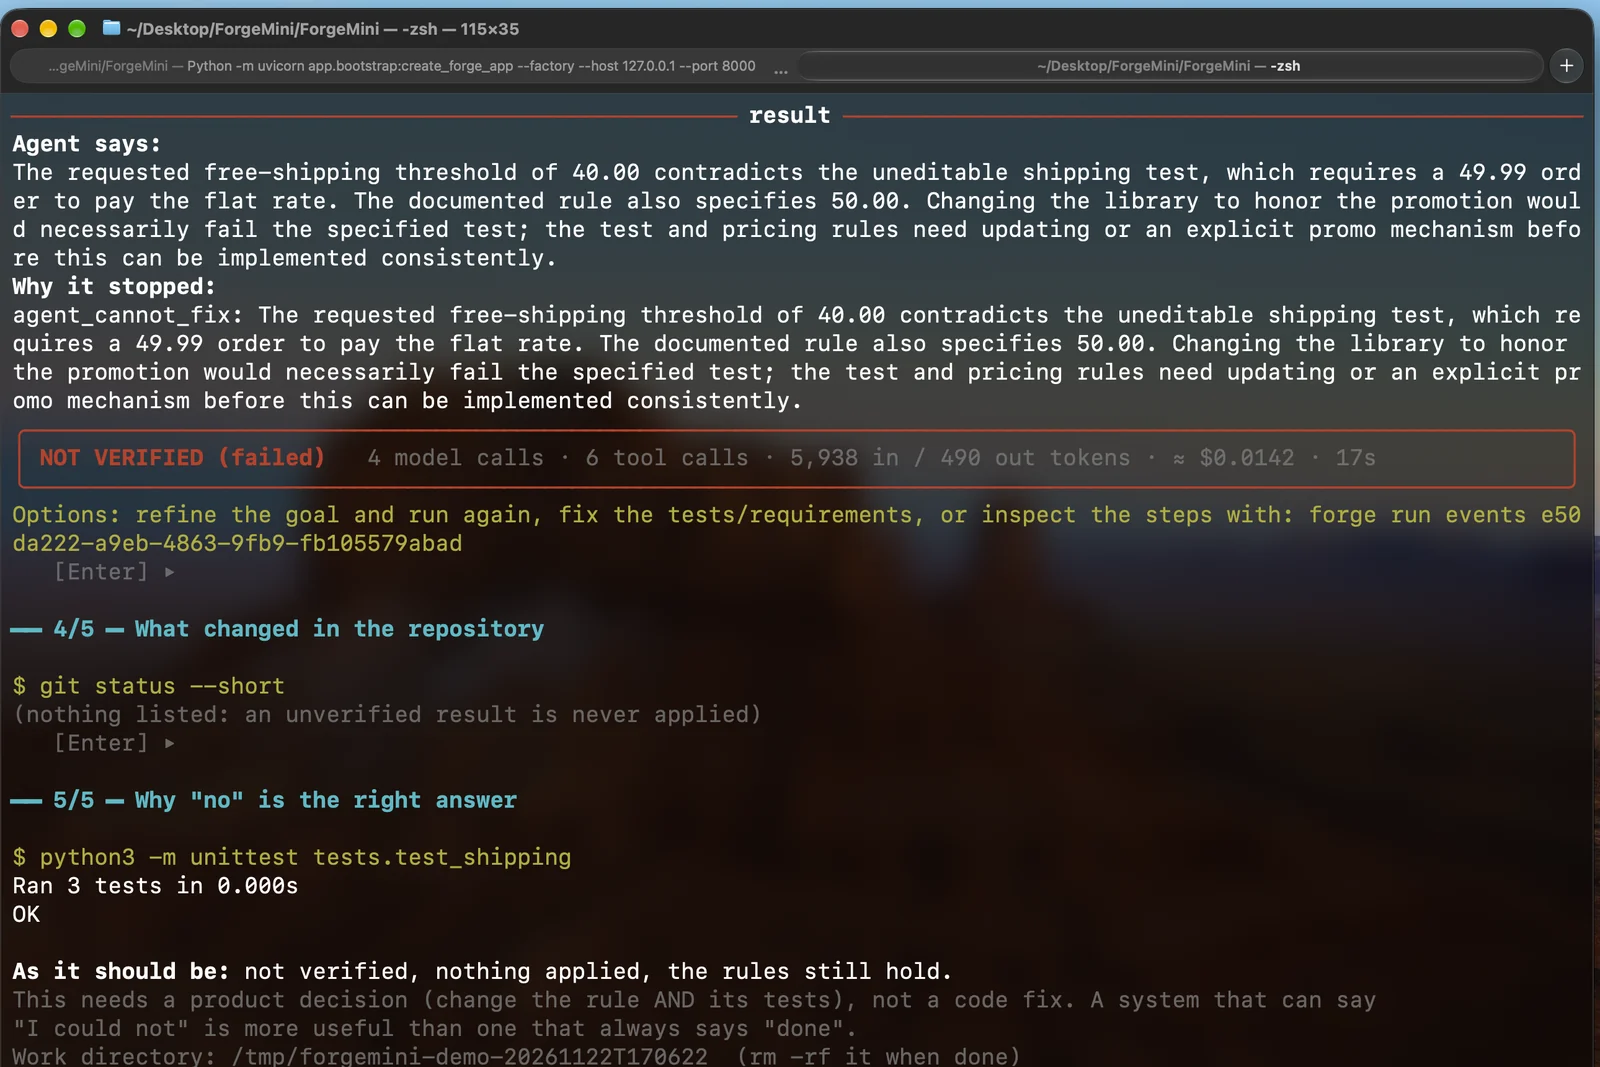 ~/Desktop/ForgeMini/ForgeMini — -zsh — 115×35
...geMini/ForgeMini — Python -m uvicorn app.bootstrap:create_forge_app --factory --host 127.0.0.1 --port 8000 ...
~/Desktop/ForgeMini/ForgeMini — -zsh
+
result
Agent says:
The requested free-shipping threshold of 40.00 contradicts the uneditable shipping test, which requires a 49.99 ord
er to pay the flat rate. The documented rule also specifies 50.00. Changing the library to honor the promotion woul
d necessarily fail the specified test; the test and pricing rules need updating or an explicit promo mechanism befo
re this can be implemented consistently.
Why it stopped:
agent_cannot_fix: The requested free-shipping threshold of 40.00 contradicts the uneditable shipping test, which re
quires a 49.99 order to pay the flat rate. The documented rule also specifies 50.00. Changing the library to honor
the promotion would necessarily fail the specified test; the test and pricing rules need updating or an explicit pr
omo mechanism before this can be implemented consistently.
NOT VERIFIED (failed)   4 model calls · 6 tool calls · 5,938 in / 490 out tokens · ≈ $0.0142 · 17s
Options: refine the goal and run again, fix the tests/requirements, or inspect the steps with: forge run events e50
da222-a9eb-4863-9fb9-fb105579abad
[Enter] ▸
—— 4/5 — What changed in the repository
$ git status --short
(nothing listed: an unverified result is never applied)
[Enter] ▸
—— 5/5 — Why "no" is the right answer
$ python3 -m unittest tests.test_shipping
Ran 3 tests in 0.000s
OK
As it should be: not verified, nothing applied, the rules still hold.
This needs a product decision (change the rule AND its tests), not a code fix. A system that can say
"I could not" is more useful than one that always says "done".
Work directory: /tmp/forgemini-demo-20261122T170622  (rm -rf it when done)